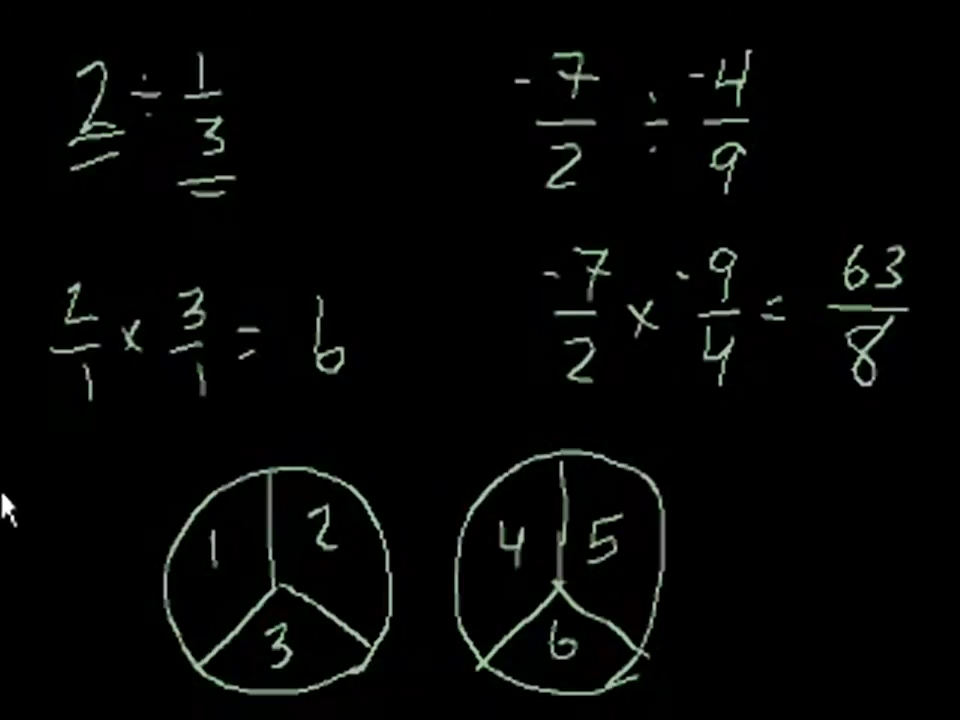 2 ÷ 1/3
-7/2 ÷ -4/9
2/1 x 3/1 = 6
-7/2 x -9/4 = 63/8
1 2 3
4 5 6